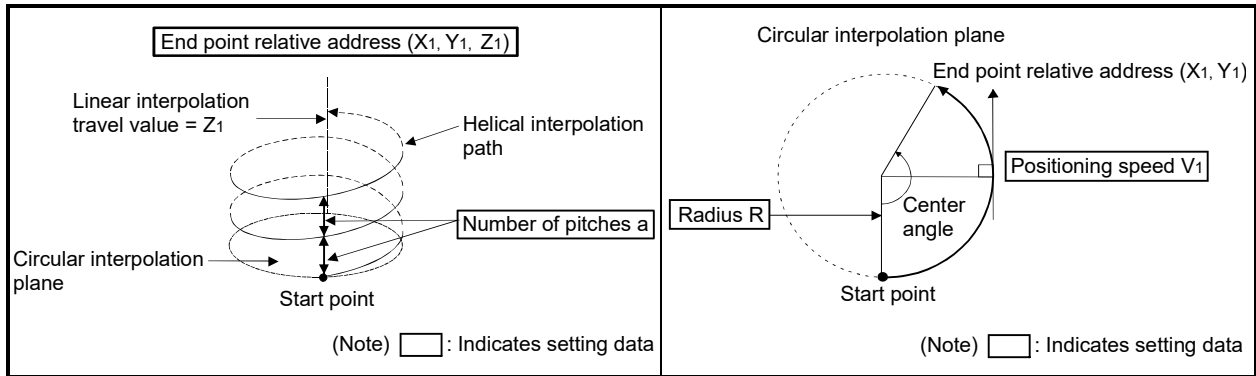 End point relative address (X1, Y1, Z1)
Linear interpolation
travel value = Z1
Helical interpolation
path
Number of pitches a
Circular interpolation
plane
Start point
(Note) : Indicates setting data
Circular interpolation plane
End point relative address (X1, Y1)
Positioning speed V1
Radius R
Center
angle
Start point
(Note) : Indicates setting data